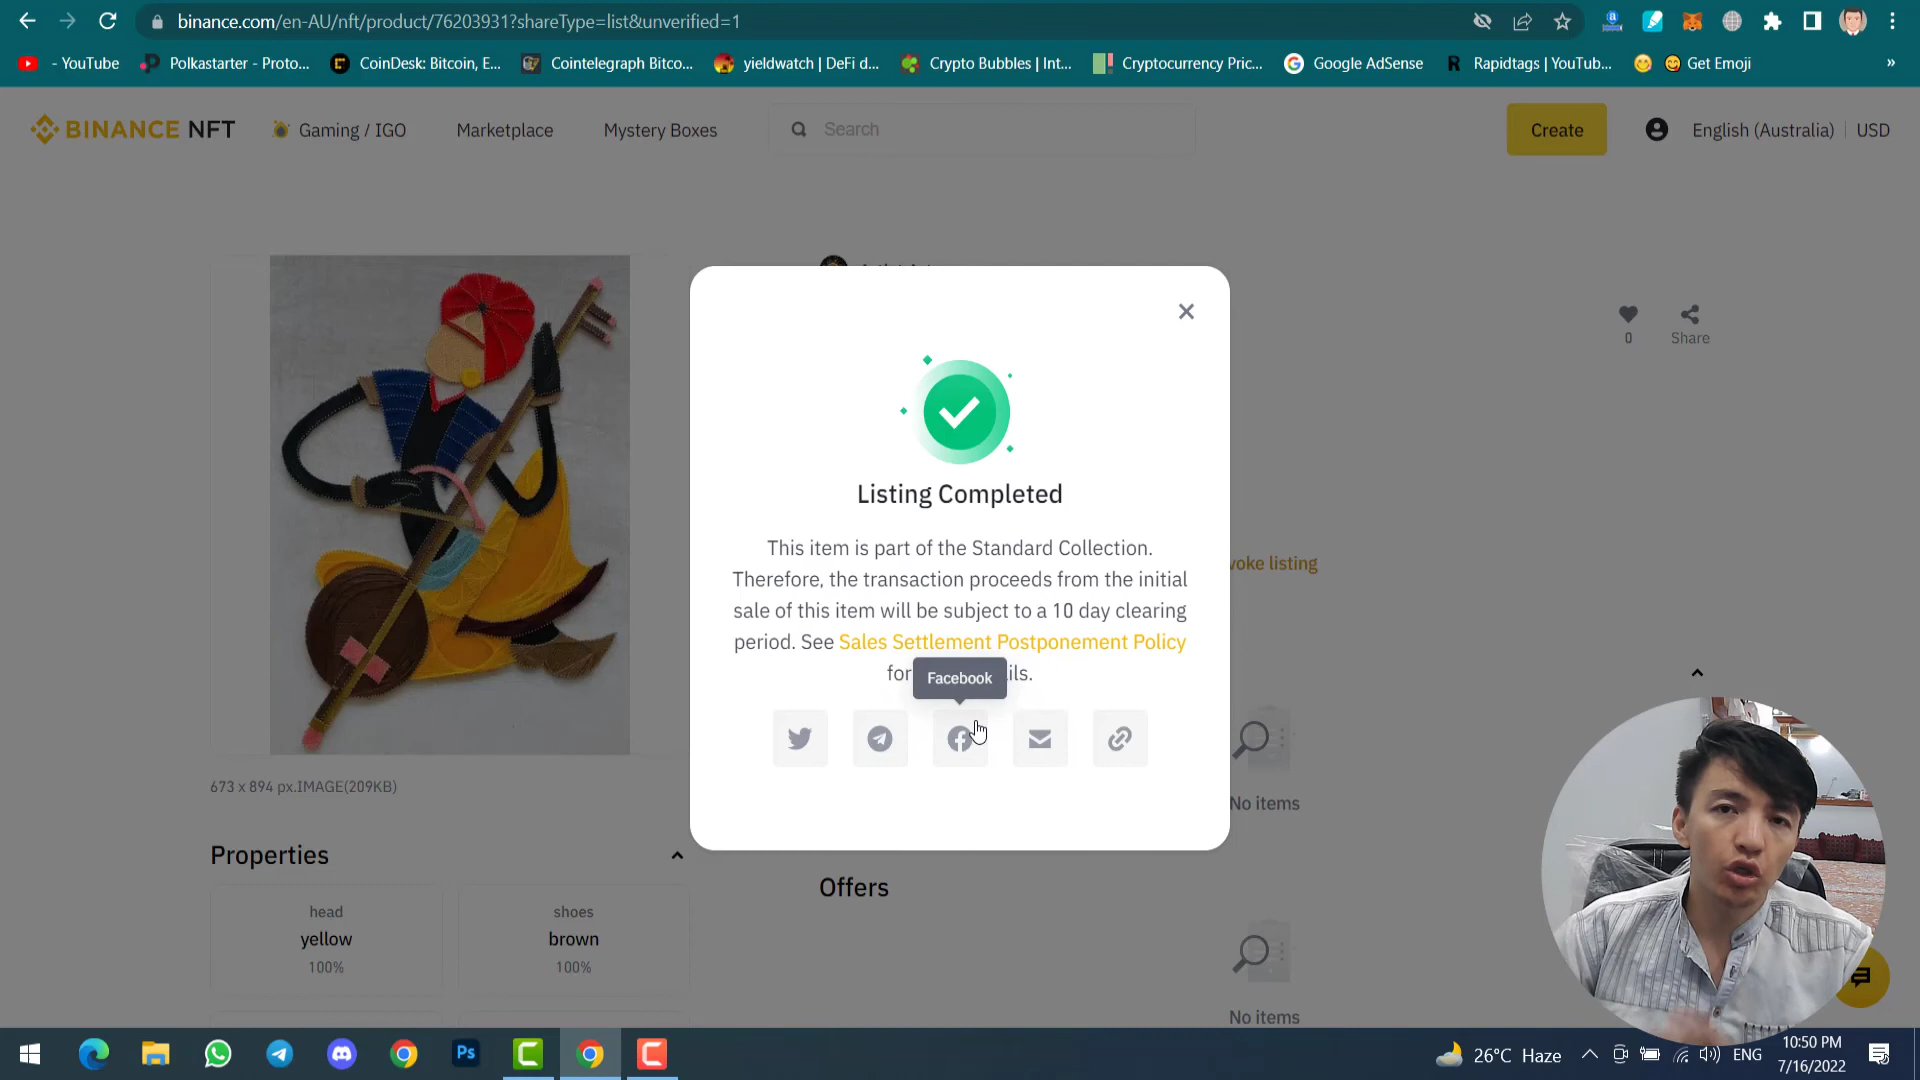 binance.com/en-AU/nft/product/76203931?shareType=list&unverified=1
- YouTube
Polkastarter - Proto...
CoinDesk: Bitcoin, E...
Cointelegraph Bitco...
yieldwatch | DeFi d...
Crypto Bubbles | Int...
Cryptocurrency Pric...
Google AdSense
Rapidtags | YouTub...
Get Emoji
»
BINANCE NFT
Gaming / IGO
Marketplace
Mystery Boxes
Search
Create
English (Australia)
USD
0
Share
Listing Completed
This item is part of the Standard Collection.
Therefore, the transaction proceeds from the initial
sale of this item will be subject to a 10 day clearing
period. See Sales Settlement Postponement Policy
for
ils.
Facebook
voke listing
673 x 894 px.IMAGE(209KB)
No items
Properties
Offers
head
yellow
100%
shoes
brown
100%
No items
Ps
26°C Haze
ENG
10:50 PM
7/16/2022